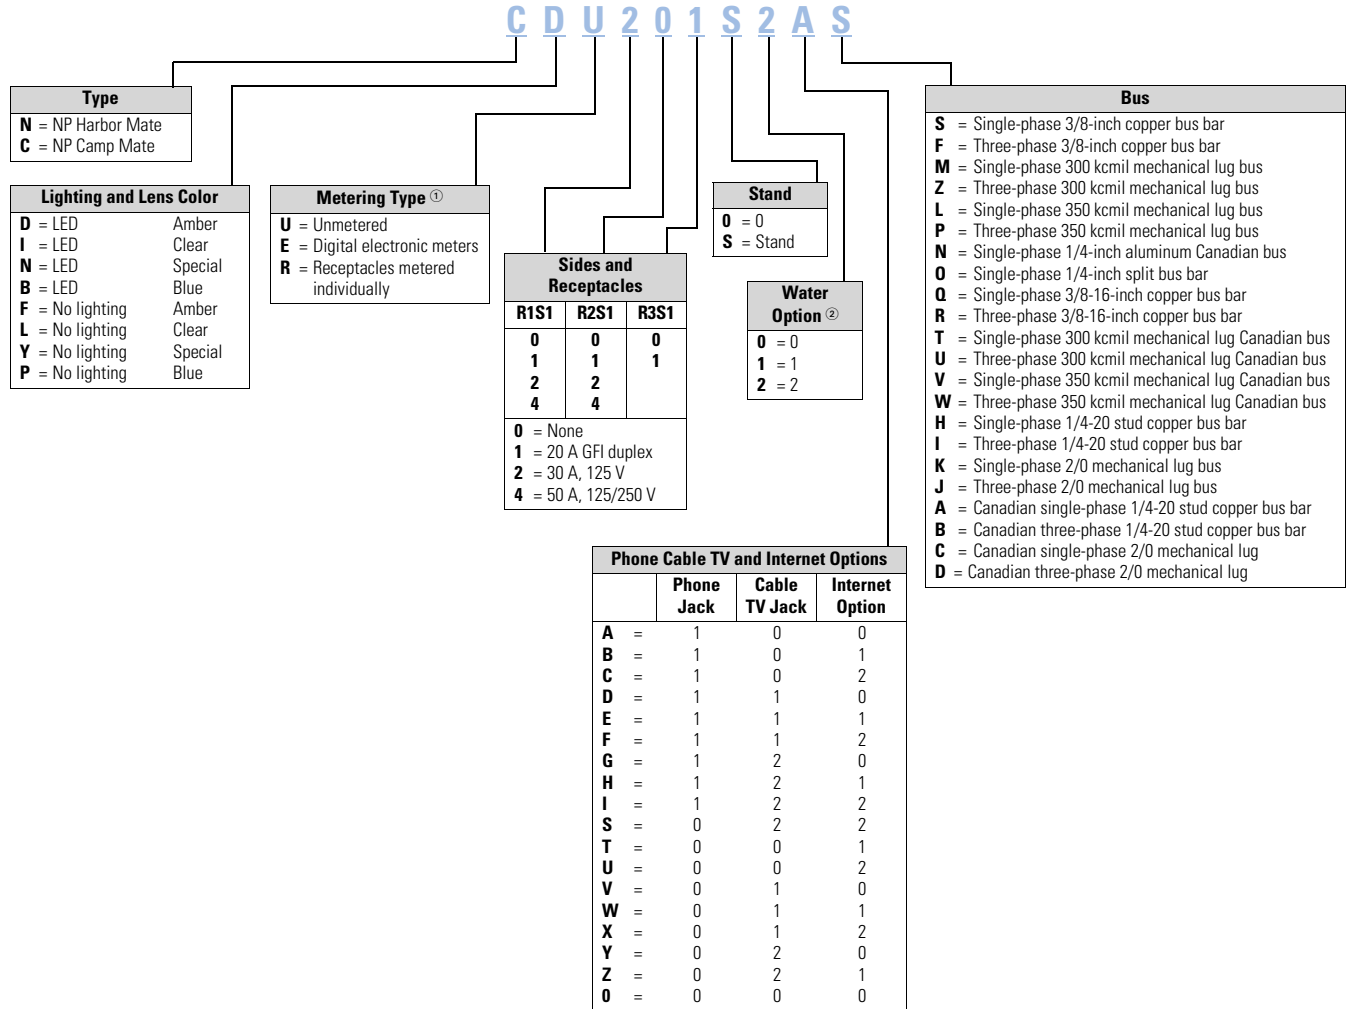 C D U 2 0 1 S 2 A S
Type
N = NP Harbor Mate
C = NP Camp Mate
Lighting and Lens Color
D = LED Amber
I = LED Clear
N = LED Special
B = LED Blue
F = No lighting Amber
L = No lighting Clear
Y = No lighting Special
P = No lighting Blue
Metering Type ①
U = Unmetered
E = Digital electronic meters
R = Receptacles metered
individually
Sides and
Receptacles
R1S1 R2S1 R3S1
0 0 0
1 1 1
2 2
4 4
0 = None
1 = 20 A GFI duplex
2 = 30 A, 125 V
4 = 50 A, 125/250 V
Stand
0 = 0
S = Stand
Water
Option ②
0 = 0
1 = 1
2 = 2
Phone Cable TV and Internet Options
Phone Cable Internet
Jack TV Jack Option
A = 1 0 0
B = 1 0 1
C = 1 0 2
D = 1 1 0
E = 1 1 1
F = 1 1 2
G = 1 2 0
H = 1 2 1
I = 1 2 2
S = 0 2 2
T = 0 0 1
U = 0 0 2
V = 0 1 0
W = 0 1 1
X = 0 1 2
Y = 0 2 0
Z = 0 2 1
0 = 0 0 0
Bus
S = Single-phase 3/8-inch copper bus bar
F = Three-phase 3/8-inch copper bus bar
M = Single-phase 300 kcmil mechanical lug bus
Z = Three-phase 300 kcmil mechanical lug bus
L = Single-phase 350 kcmil mechanical lug bus
P = Three-phase 350 kcmil mechanical lug bus
N = Single-phase 1/4-inch aluminum Canadian bus
O = Single-phase 1/4-inch split bus bar
Q = Single-phase 3/8-16-inch copper bus bar
R = Three-phase 3/8-16-inch copper bus bar
T = Single-phase 300 kcmil mechanical lug Canadian bus
U = Three-phase 300 kcmil mechanical lug Canadian bus
V = Single-phase 350 kcmil mechanical lug Canadian bus
W = Three-phase 350 kcmil mechanical lug Canadian bus
H = Single-phase 1/4-20 stud copper bus bar
I = Three-phase 1/4-20 stud copper bus bar
K = Single-phase 2/0 mechanical lug bus
J = Three-phase 2/0 mechanical lug bus
A = Canadian single-phase 1/4-20 stud copper bus bar
B = Canadian three-phase 1/4-20 stud copper bus bar
C = Canadian single-phase 2/0 mechanical lug
D = Canadian three-phase 2/0 mechanical lug